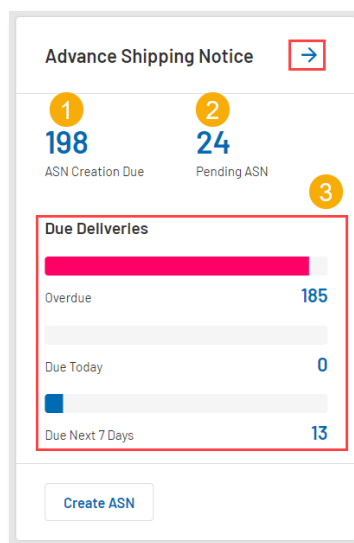 Advance Shipping Notice
1 2
198 24
ASN Creation Due Pending ASN
3
Due Deliveries
Overdue 185
Due Today 0
Due Next 7 Days 13
Create ASN